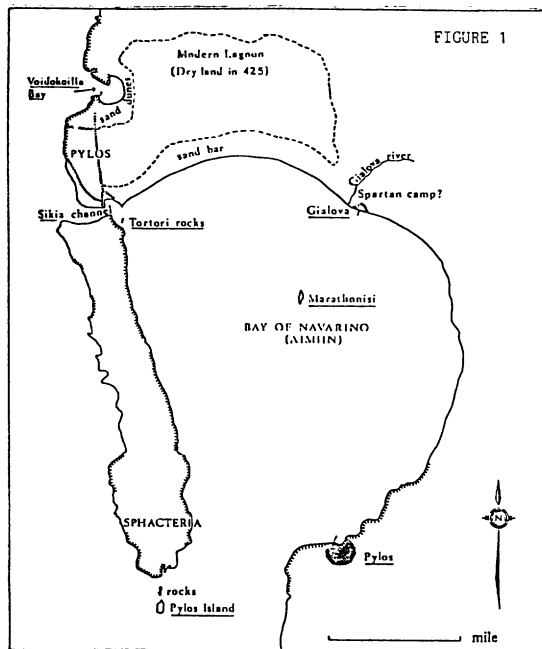 FIGURE 1
Modern Lagoon
(Dry land in 425)
Voidokoilia
Bay
sand dunes
PYLOS
sand bar
Gialova river
Spartan camp?
Gialova
Sikia channel
Tortori rocks
Marathonisi
BAY OF NAVARINO
(ΛΙΜΗΝ)
N
SPHACTERIA
Pylos
rocks
Pylos Island
mile